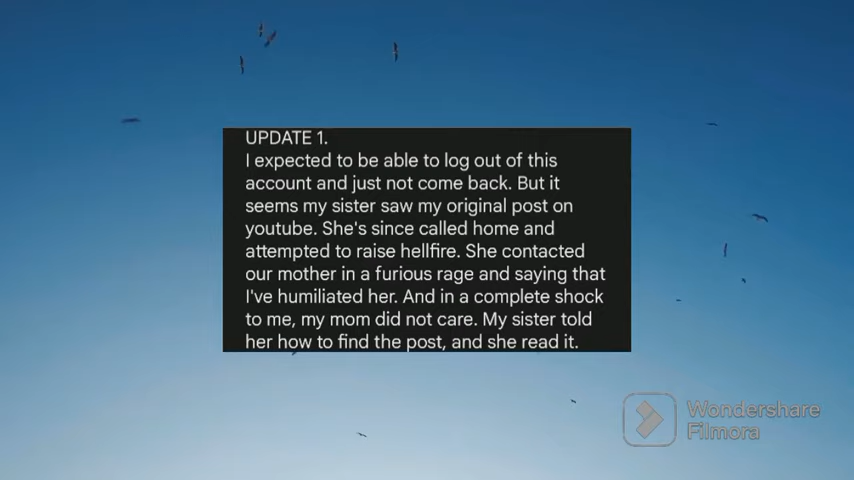 UPDATE 1.
I expected to be able to log out of this
account and just not come back. But it
seems my sister saw my original post on
youtube. She's since called home and
attempted to raise hellfire. She contacted
our mother in a furious rage and saying that
I've humiliated her. And in a complete shock
to me, my mom did not care. My sister told
her how to find the post, and she read it.
Wondershare
Filmora